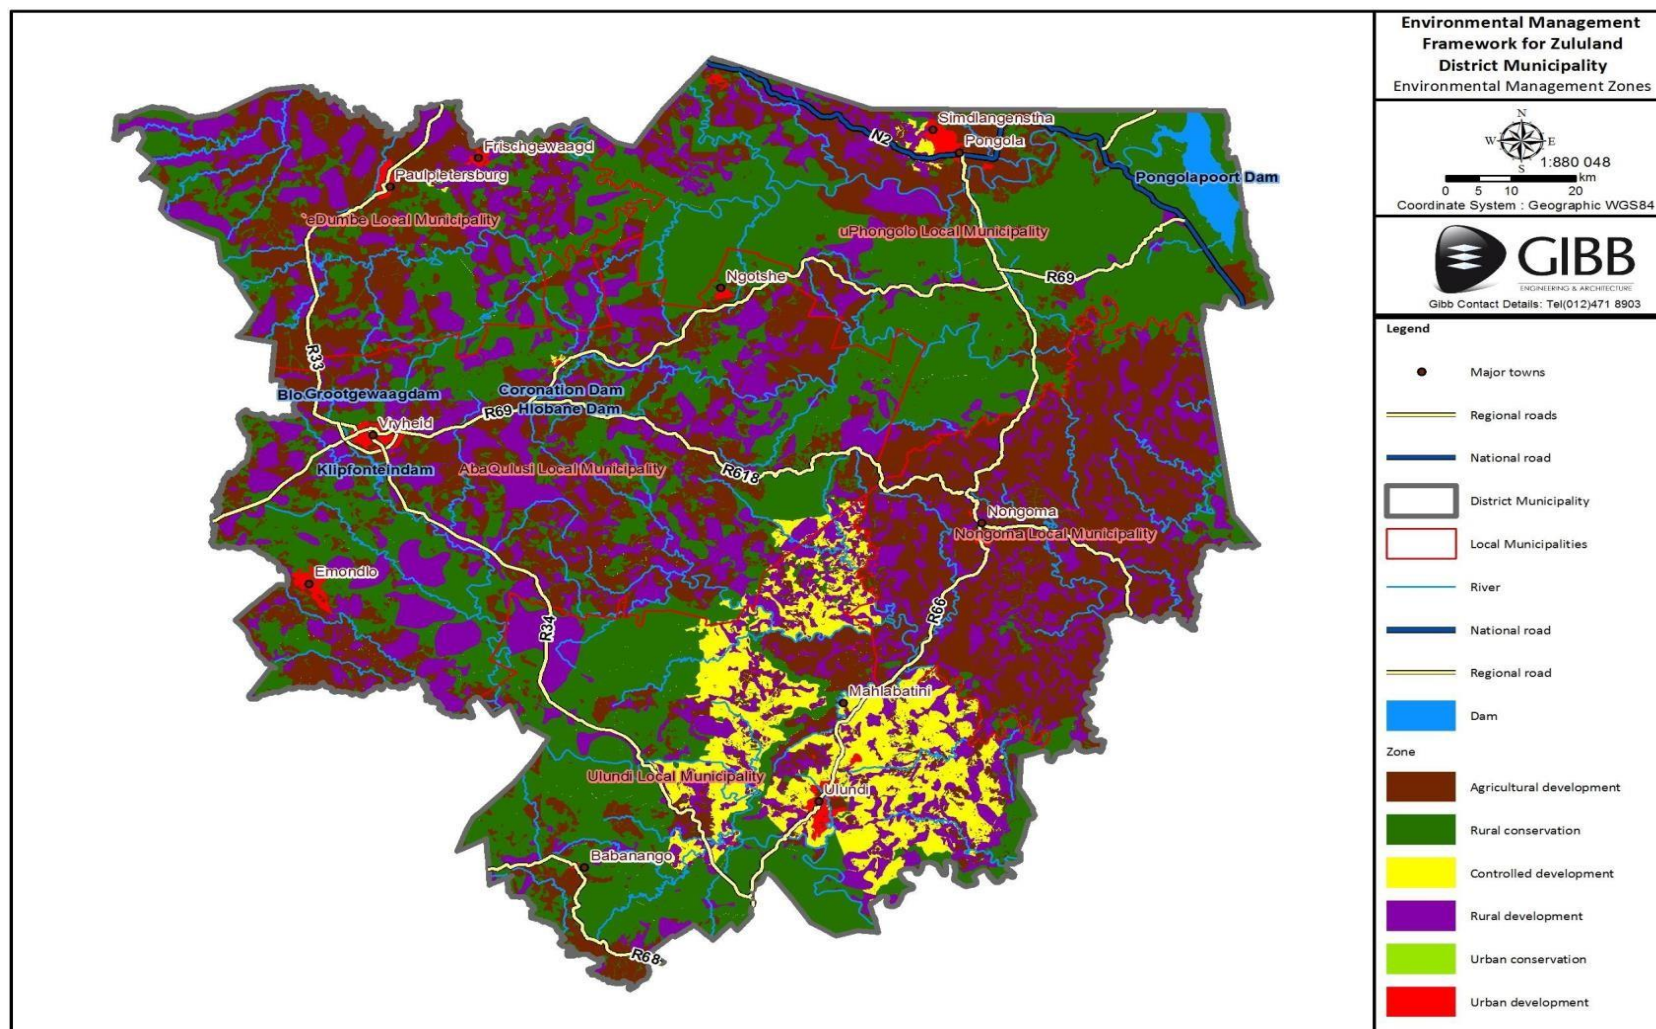 Environmental Management
Framework for Zululand
District Municipality
Environmental Management Zones
N
W E
S
1:880 048
0 5 10 20 km
Coordinate System : Geographic WGS84
GIBB
ENGINEERING & ARCHITECTURE
Gibb Contact Details: Tel(012)471 8903
Legend
Major towns
Regional roads
National road
District Municipality
Local Municipalities
River
National road
Regional road
Dam
Zone
Agricultural development
Rural conservation
Controlled development
Rural development
Urban conservation
Urban development
Simdlangenstha
N2
Pongola
Frischgewaagd
Paulpietersburg
Pongolapoort Dam
`eDumbe Local Municipality
uPhongolo Local Municipality
Ngotshe
R69
R33
Blo
Grootgewaagdam
Coronation Dam
R69
Hlobane Dam
Vryheid
Klipfonteindam
AbaQulusi Local Municipality
R618
Nongoma
Nongoma Local Municipality
Emondlo
R34
R66
Mahlabatini
Ulundi Local Municipality
Ulundi
Babanango
R68